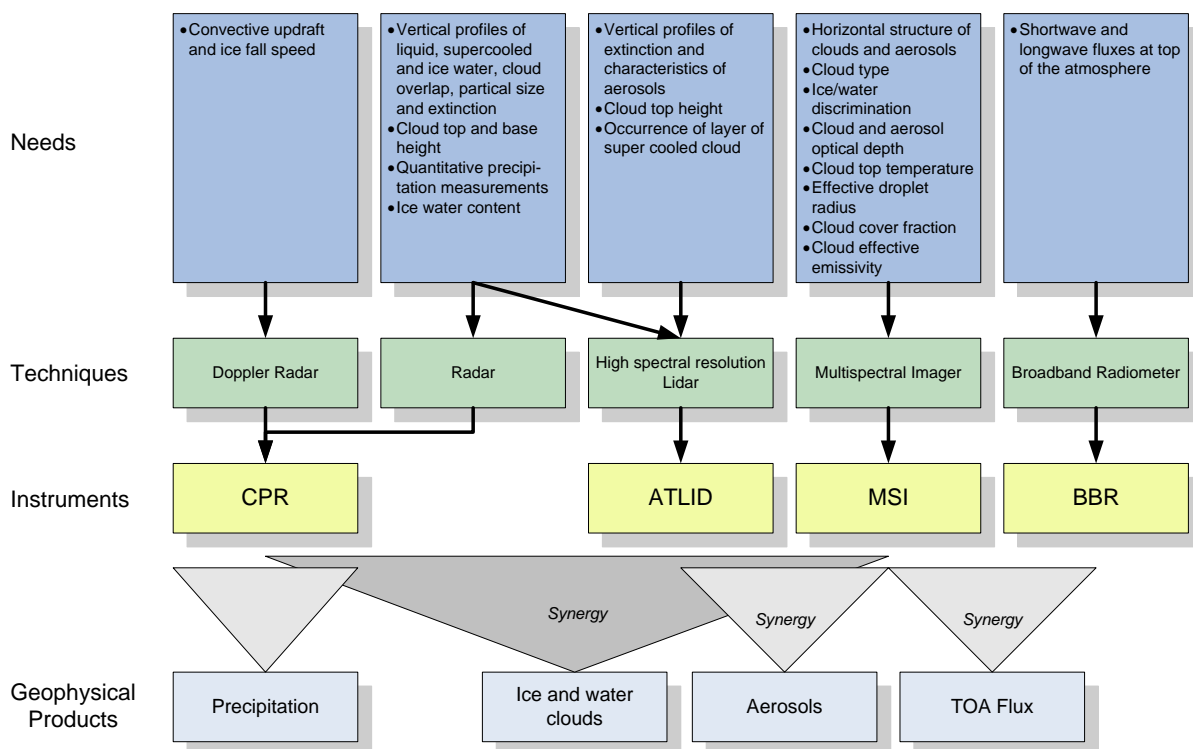 Needs
•Convective updraft
and ice fall speed
•Vertical profiles of
liquid, supercooled
and ice water, cloud
overlap, partical size
and extinction
•Cloud top and base
height
•Quantitative precipi-
tation measurements
•Ice water content
•Vertical profiles of
extinction and
characteristics of
aerosols
•Cloud top height
•Occurrence of layer of
super cooled cloud
•Horizontal structure of
clouds and aerosols
•Cloud type
•Ice/water
discrimination
•Cloud and aerosol
optical depth
•Cloud top temperature
•Effective droplet
radius
•Cloud cover fraction
•Cloud effective
emissivity
•Shortwave and
longwave fluxes at top
of the atmosphere
Techniques
Doppler Radar
Radar
High spectral resolution
Lidar
Multispectral Imager
Broadband Radiometer
Instruments
CPR
ATLID
MSI
BBR
Synergy
Synergy
Synergy
Geophysical
Products
Precipitation
Ice and water
clouds
Aerosols
TOA Flux